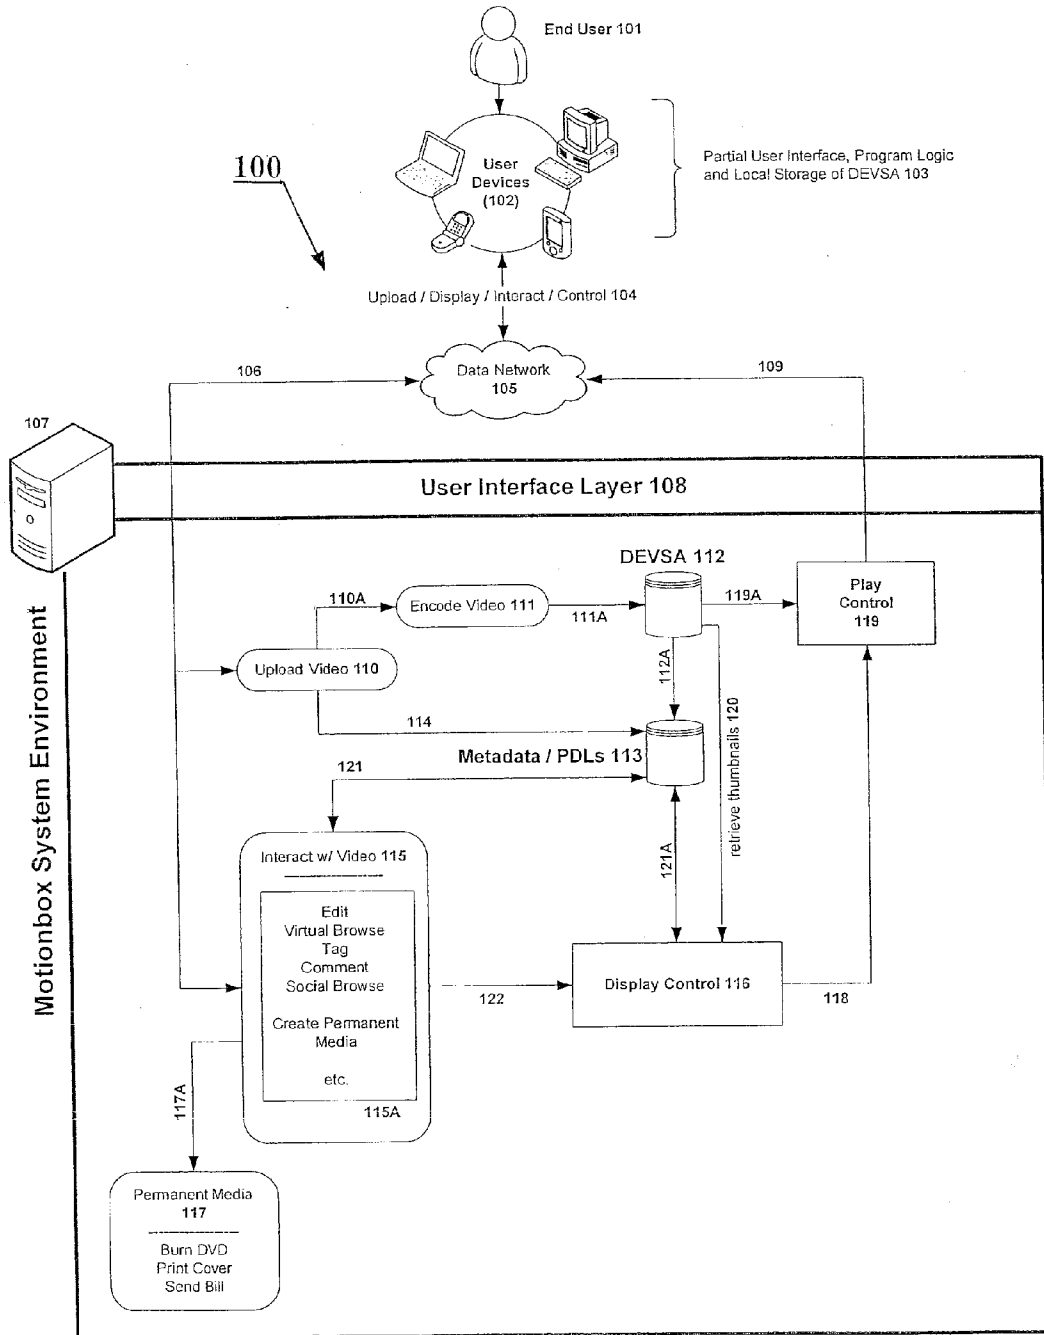 End User 101
100
User
Devices
(102)
Partial User Interface, Program Logic
and Local Storage of DEVSA 103
Upload / Display / Interact / Control 104
106
Data Network
105
109
107
User Interface Layer 108
Motionbox System Environment
DEVSA 112
110A
Encode Video 111
111A
119A
Play
Control
119
Upload Video 110
112A
114
Metadata / PDLs 113
retrieve thumbnails 120
121
121A
Interact w/ Video 115
Edit
Virtual Browse
Tag
Comment
Social Browse
Create Permanent
Media
etc.
115A
122
Display Control 116
118
117A
Permanent Media
117
Burn DVD
Print Cover
Send Bill